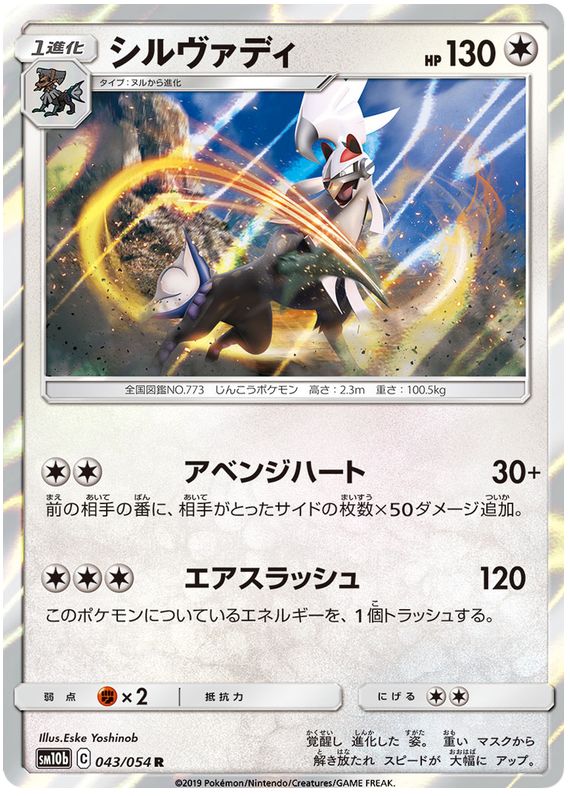 1進化 シルヴァディ HP 130
タイプ:ヌルから進化
全国図鑑NO.773 じんこうポケモン 高さ:2.3m 重さ:100.5kg
アベンジハート 30+
前の相手の番に、相手がとったサイドの枚数×50ダメージ追加。
エアスラッシュ 120
このポケモンについているエネルギーを、1個トラッシュする。
弱点 ×2 抵抗力 にげる
Illus.Eske Yoshinob
覚醒し 進化した 姿。重い マスクから
解き放たれ スピードが 大幅に アップ。
sm10b C 043/054 R
©2019 Pokémon/Nintendo/Creatures/GAME FREAK.